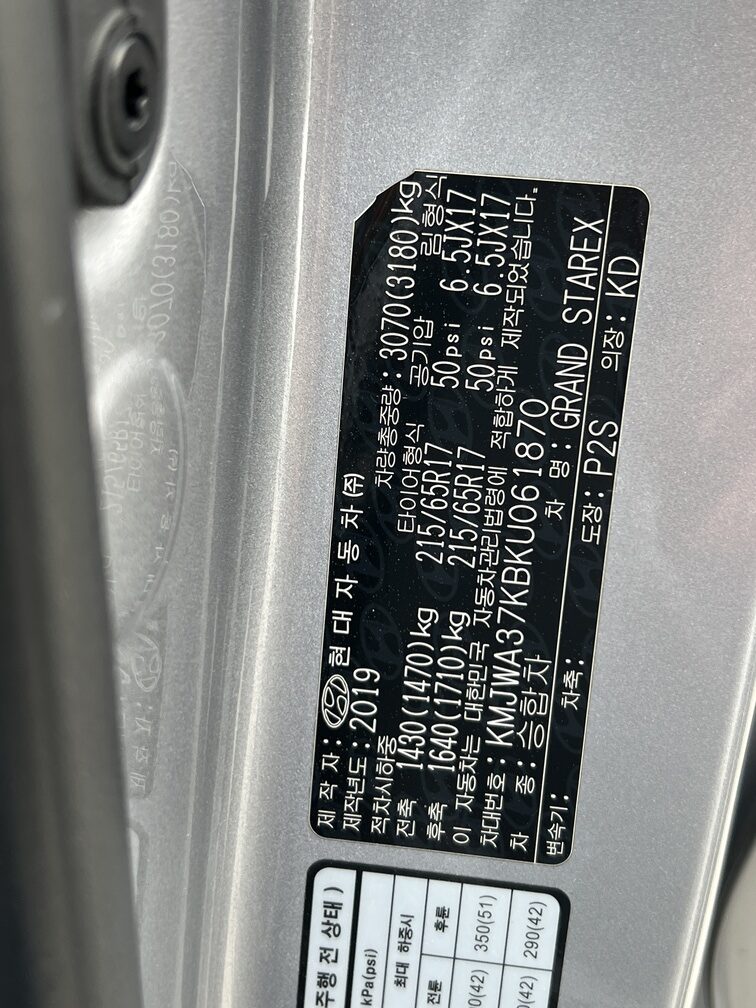 제 작 자 : 현 대 자 동 차 (주)
제작년도 : 2019 차량총중량 : 3070(3180)kg
적차시하중 타이어형식 공기압 림형식
전축 1430(1470)kg 215/65R17 50psi 6.5JX17
후축 1640(1710)kg 215/65R17 50psi 6.5JX17
이 자동차는 대한민국 자동차관리법령에 적합하게 제작되었습니다.
차대번호 : KMJWA37KBKU061870
차 종 : 승합차 차 명 : GRAND STAREX
변속기 : 차축 : 도장 : P2S 의장 : KD
주행 전 상태 )
kPa(psi)
최대 하중시
전륜 후륜
350(51)
290(42)